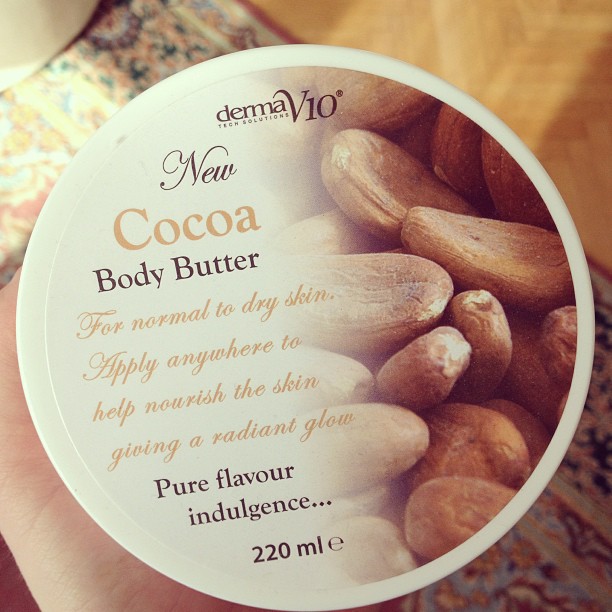 dermaV10®
TECH SOLUTIONS
New
Cocoa
Body Butter
For normal to dry skin.
Apply anywhere to
help nourish the skin
giving a radiant glow
Pure flavour
indulgence...
220 ml ℮